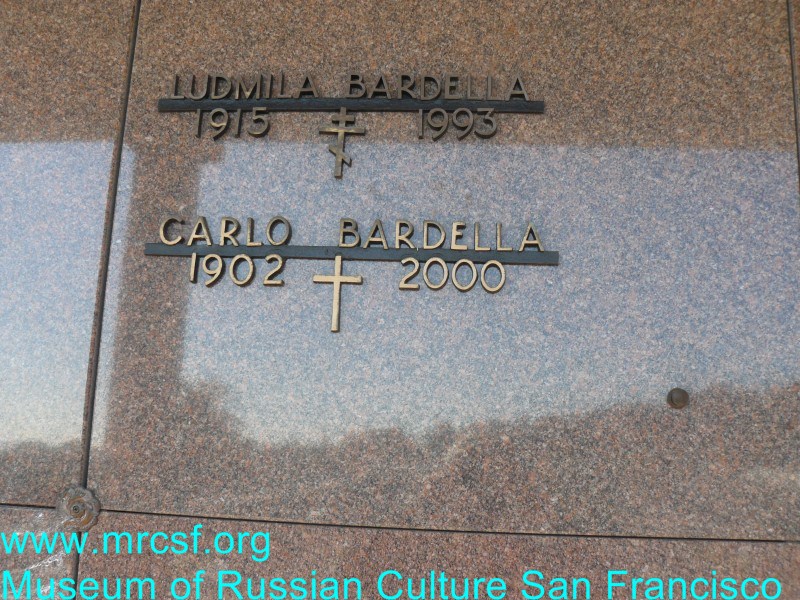 LUDMILA BARDELLA
1915 1993
CARLO BARDELLA
1902 2000
www.mrcsf.org
Museum of Russian Culture San Francisco